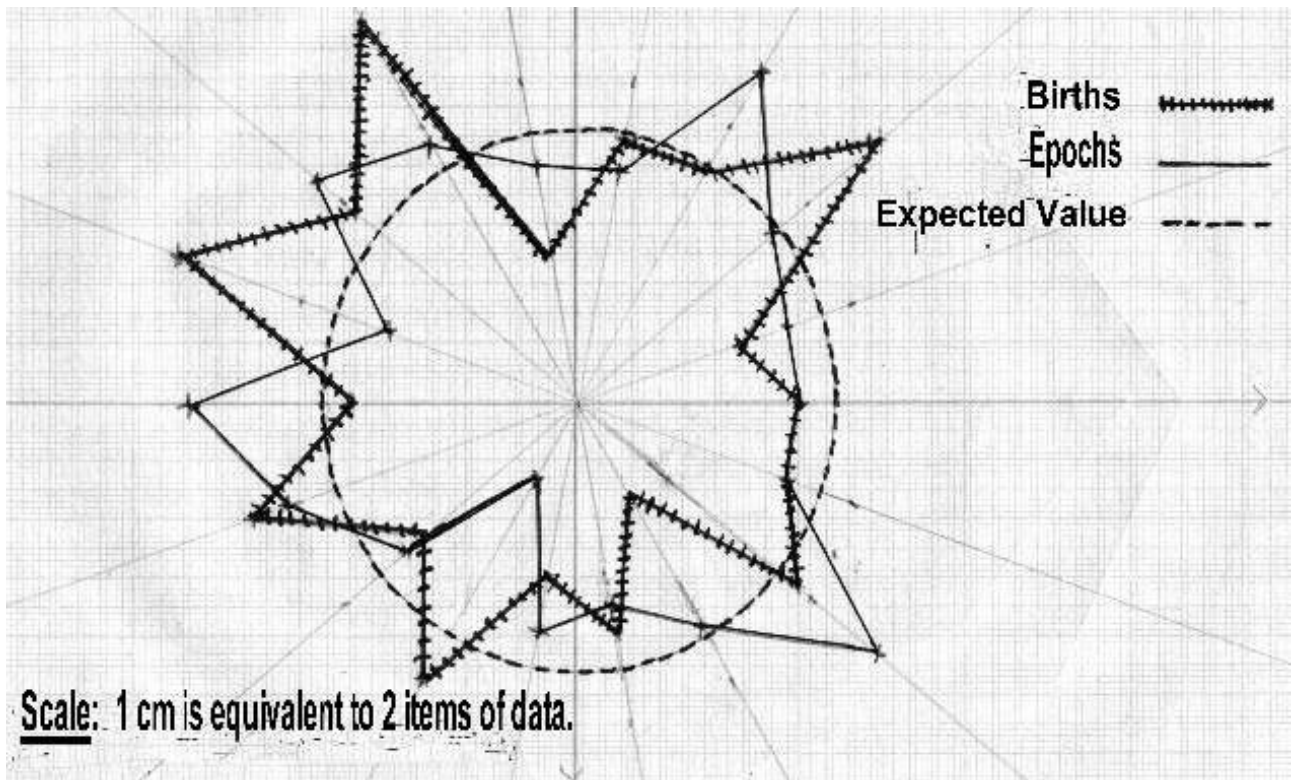 Births
Epochs
Expected Value
Scale: 1 cm is equivalent to 2 items of data.